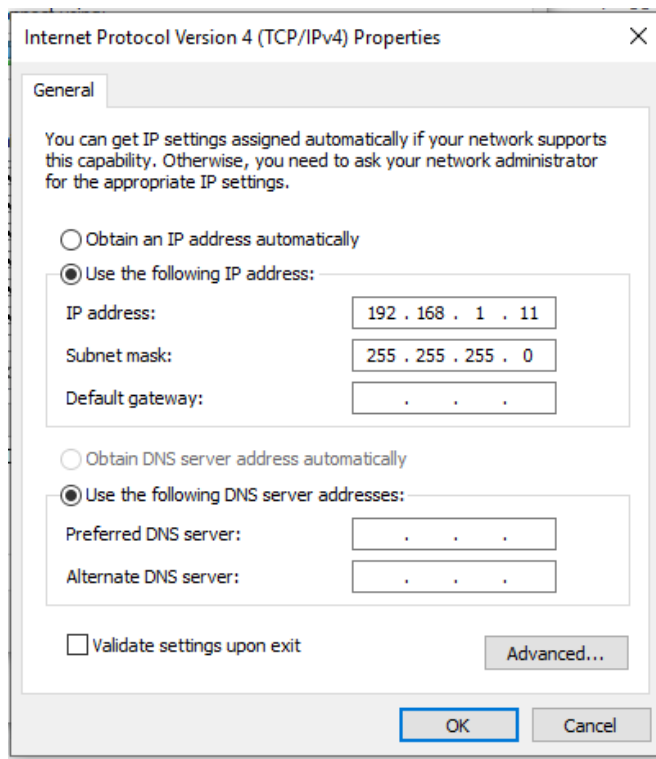 Internet Protocol Version 4 (TCP/IPv4) Properties
General
You can get IP settings assigned automatically if your network supports
this capability. Otherwise, you need to ask your network administrator
for the appropriate IP settings.
Obtain an IP address automatically
Use the following IP address:
IP address: 192 . 168 . 1 . 11
Subnet mask: 255 . 255 . 255 . 0
Default gateway: . . .
Obtain DNS server address automatically
Use the following DNS server addresses:
Preferred DNS server: . . .
Alternate DNS server: . . .
Validate settings upon exit
Advanced...
OK Cancel